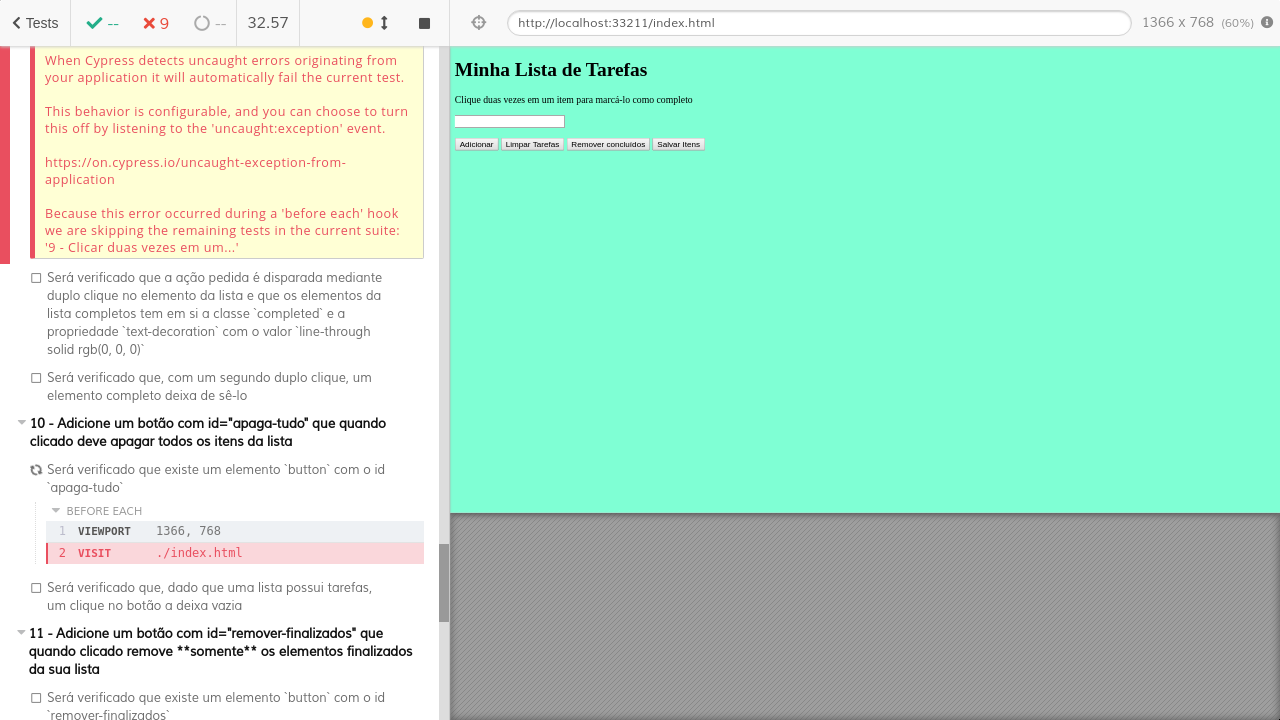 Tests
--
9
--
32.57
http://localhost:33211/index.html
1366 x 768 (60%)
When Cypress detects uncaught errors originating from
your application it will automatically fail the current test.
This behavior is configurable, and you can choose to turn
this off by listening to the 'uncaught:exception' event.
https://on.cypress.io/uncaught-exception-from-
application
Because this error occurred during a 'before each' hook
we are skipping the remaining tests in the current suite:
'9 - Clicar duas vezes em um...'
Será verificado que a ação pedida é disparada mediante
duplo clique no elemento da lista e que os elementos da
lista completos tem em si a classe `completed` e a
propriedade `text-decoration` com o valor `line-through
solid rgb(0, 0, 0)`
Será verificado que, com um segundo duplo clique, um
elemento completo deixa de sê-lo
10 - Adicione um botão com id="apaga-tudo" que quando
clicado deve apagar todos os itens da lista
Será verificado que existe um elemento `button` com o id
`apaga-tudo`
BEFORE EACH
1 VIEWPORT 1366, 768
2 VISIT ./index.html
Será verificado que, dado que uma lista possui tarefas,
um clique no botão a deixa vazia
11 - Adicione um botão com id="remover-finalizados" que
quando clicado remove **somente** os elementos finalizados
da sua lista
Será verificado que existe um elemento `button` com o id
`remover-finalizados`
Minha Lista de Tarefas
Clique duas vezes em um item para marcá-lo como completo
Adicionar Limpar Tarefas Remover concluídos Salvar Itens